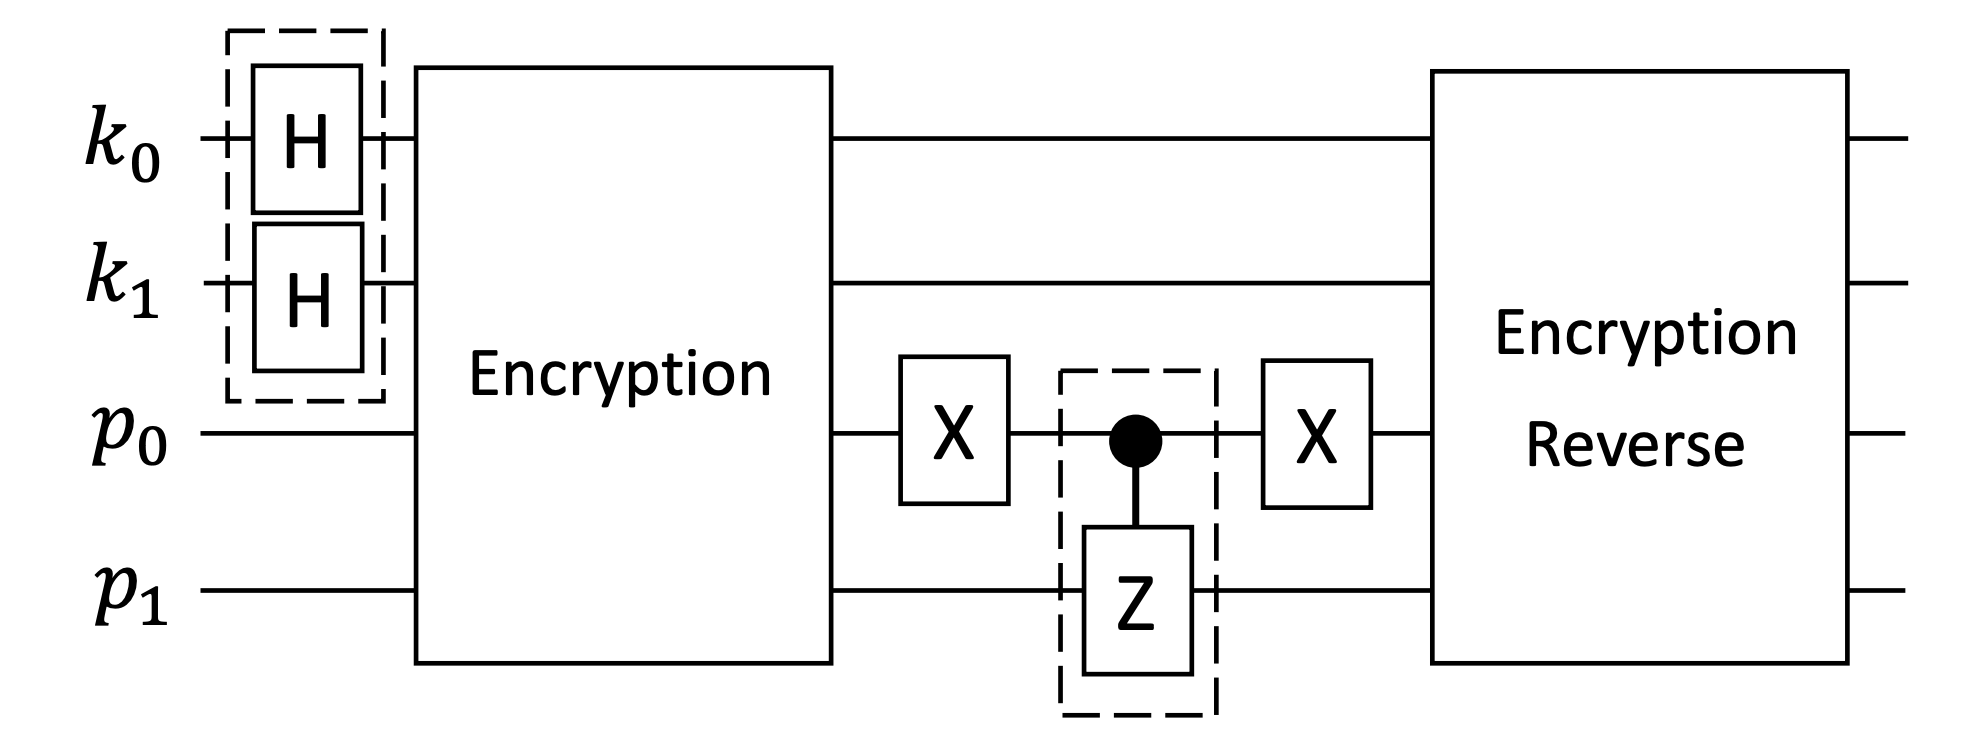 k₀ H
k₁ H
Encryption
p₀ X X
p₁ Z
Encryption
Reverse